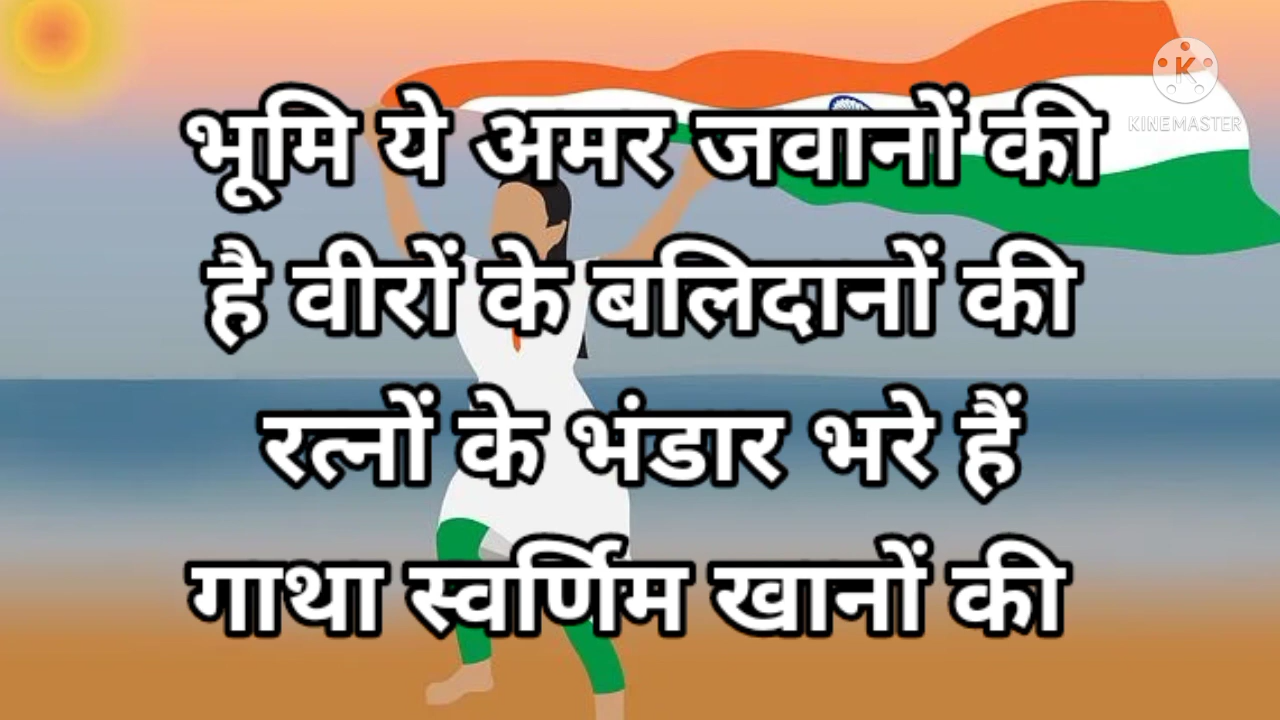 भूमि ये अमर जवानों की
है वीरों के बलिदानों की
रत्नों के भंडार भरे हैं
गाथा स्वर्णिम खानों की
K
KINEMASTER